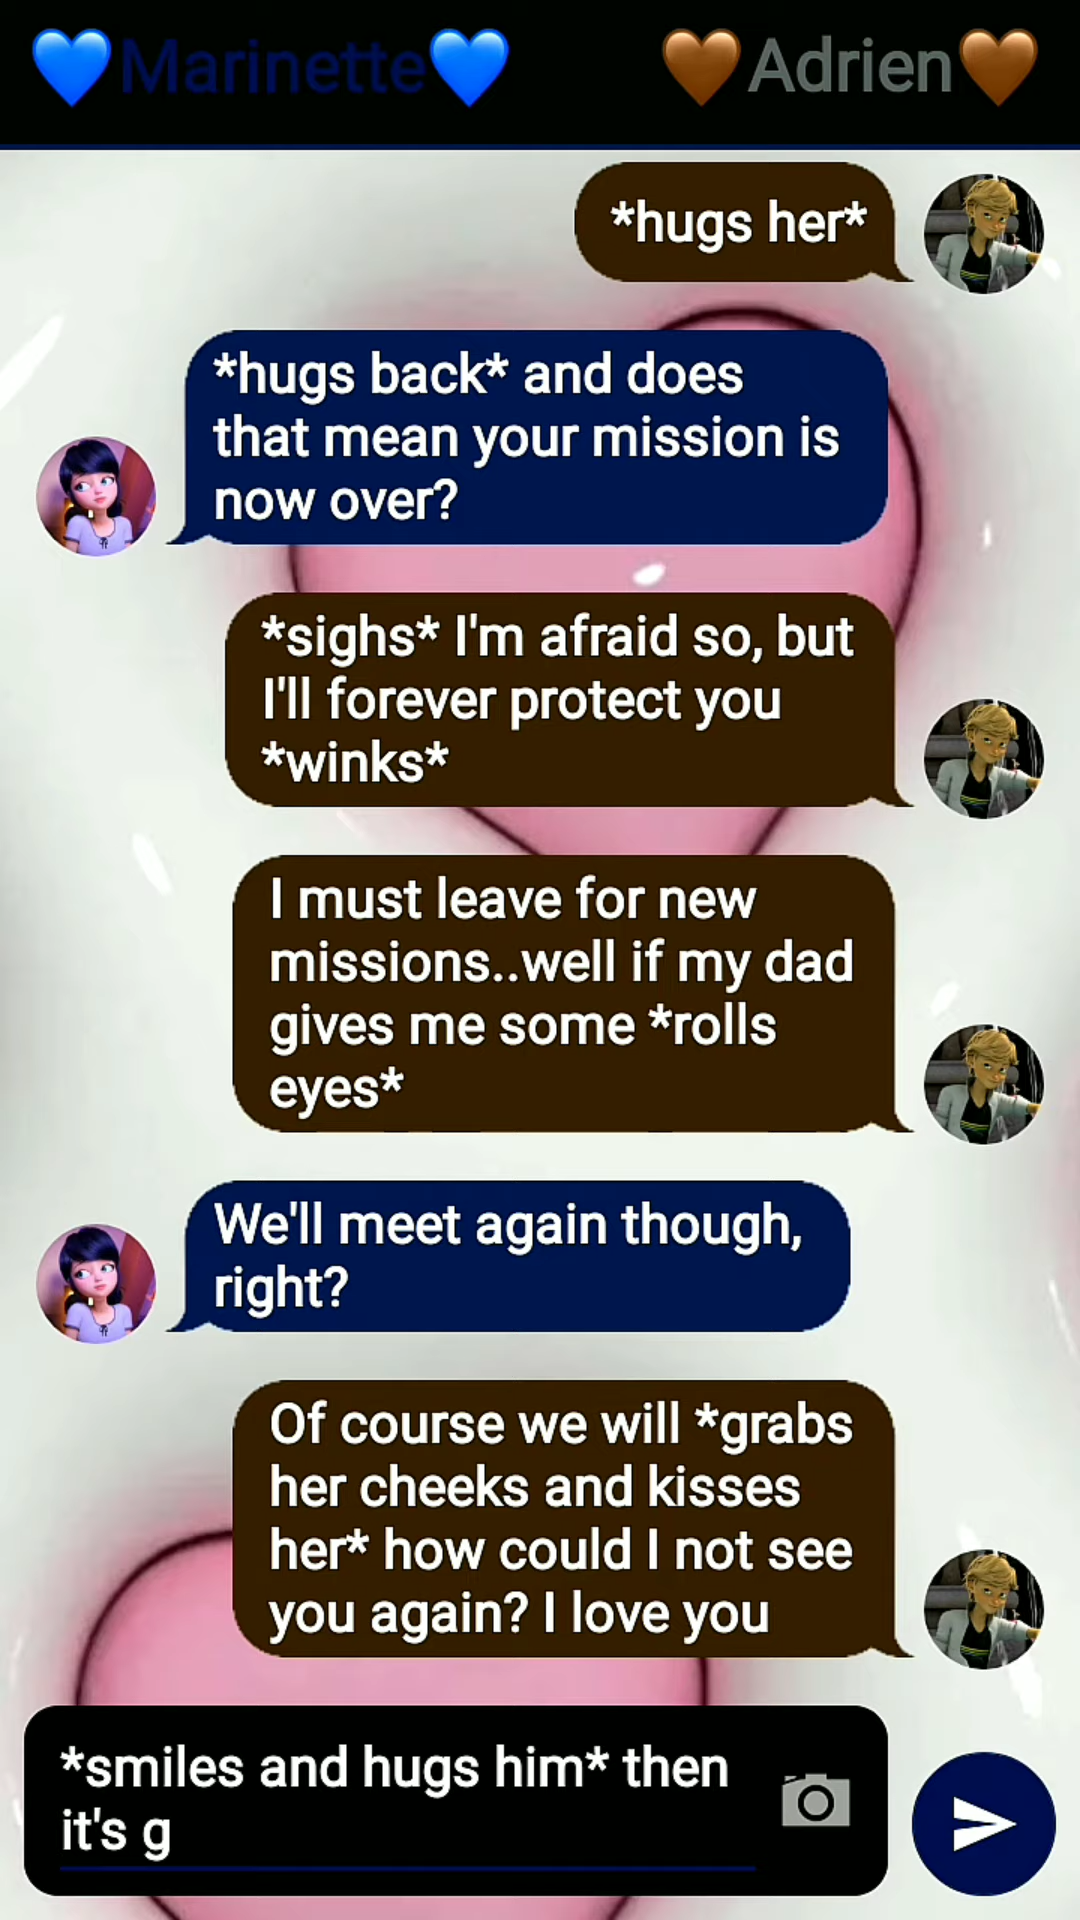 💙Marinette💙 🤎Adrien🤎
*hugs her*
*hugs back* and does
that mean your mission is
now over?
*sighs* I'm afraid so, but
I'll forever protect you
*winks*
I must leave for new
missions..well if my dad
gives me some *rolls
eyes*
We'll meet again though,
right?
Of course we will *grabs
her cheeks and kisses
her* how could I not see
you again? I love you
*smiles and hugs him* then
it's g